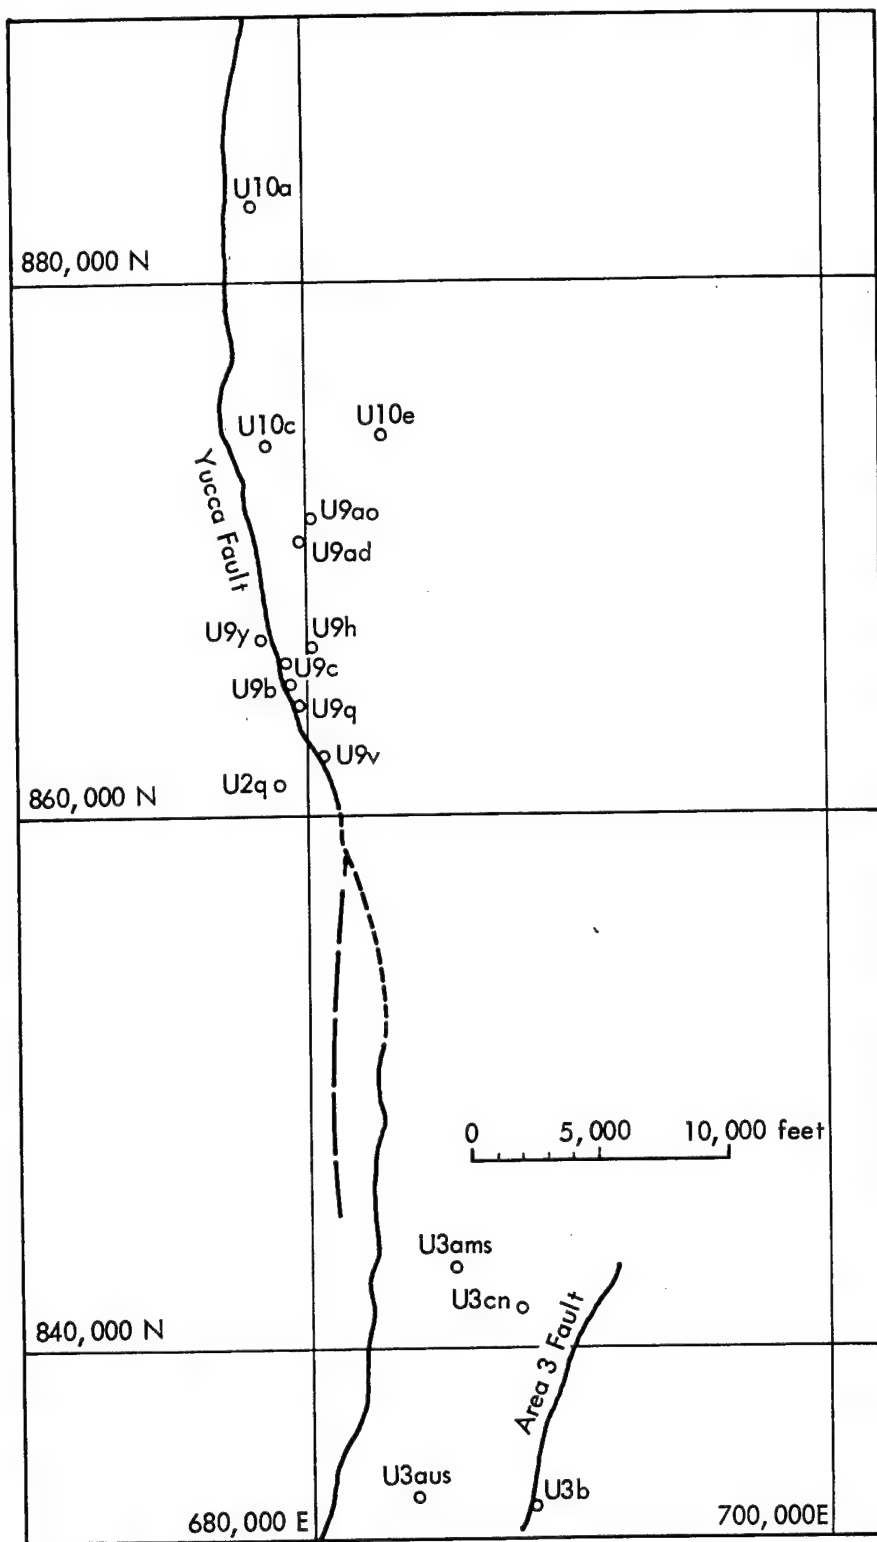 U10a
880,000 N
U10c
U10e
Yucca Fault
U9ao
U9ad
U9y
U9h
U9c
U9b
U9q
U9v
U2q
860,000 N
0 5,000 10,000 feet
U3ams
U3cn
840,000 N
Area 3 Fault
U3aus
U3b
680,000 E
700,000E